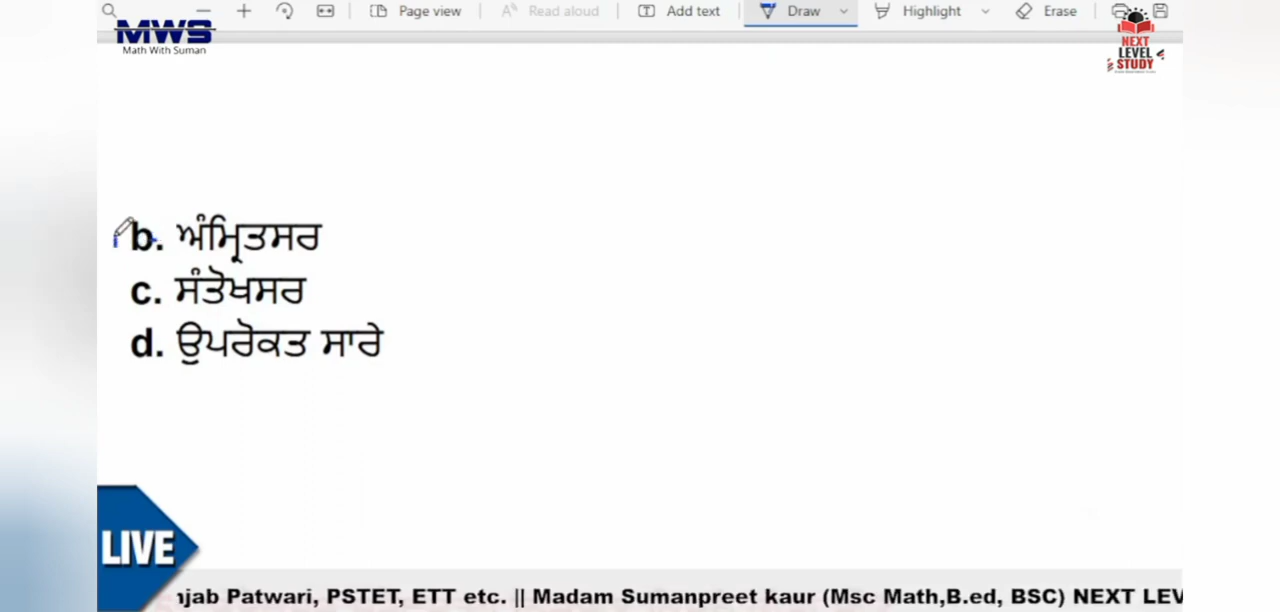 Page view
Read aloud
Add text
Draw
Highlight
Erase
MWS
Math With Suman
NEXT
LEVEL
STUDY
b. ਅੰਮ੍ਰਿਤਸਰ
c. ਸੰਤੋਖਸਰ
d. ਉਪਰੋਕਤ ਸਾਰੇ
LIVE
njab Patwari, PSTET, ETT etc. || Madam Sumanpreet kaur (Msc Math,B.ed, BSC) NEXT LEV